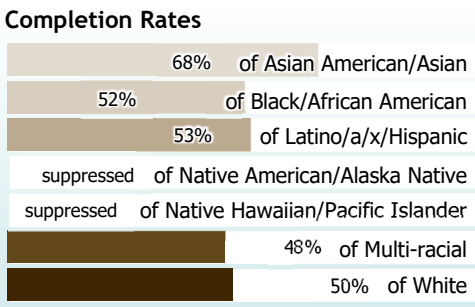 Completion Rates
68% of Asian American/Asian
52% of Black/African American
53% of Latino/a/x/Hispanic
suppressed of Native American/Alaska Native
suppressed of Native Hawaiian/Pacific Islander
48% of Multi-racial
50% of White